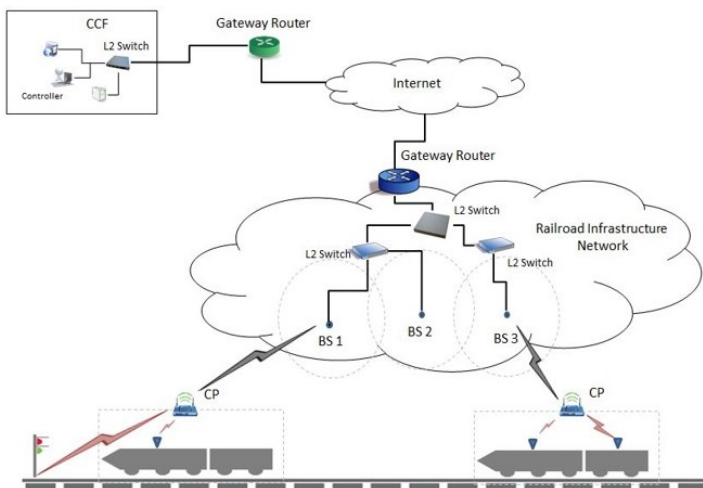 CCF
L2 Switch
Controller
Gateway Router
Internet
Gateway Router
L2 Switch
Railroad Infrastructure
Network
L2 Switch
L2 Switch
BS 1
BS 2
BS 3
CP
CP